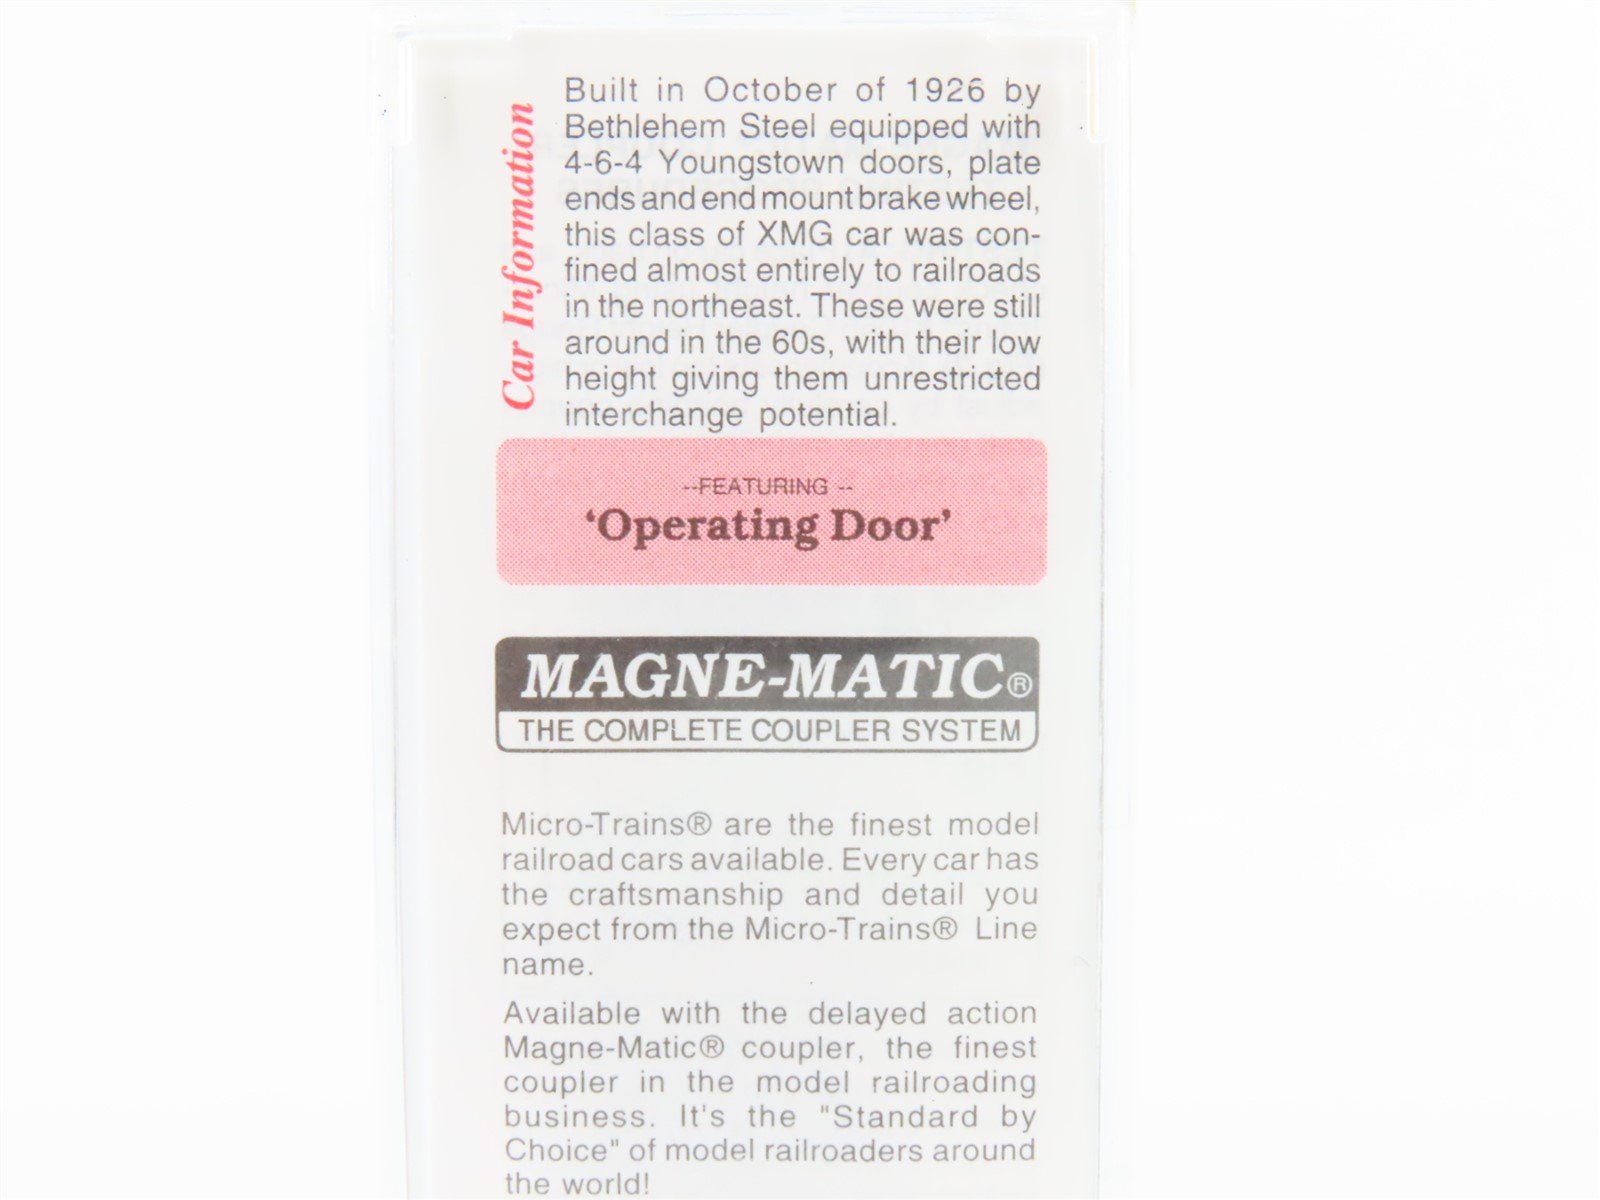 Car Information
Built in October of 1926 by
Bethlehem Steel equipped with
4-6-4 Youngstown doors, plate
ends and end mount brake wheel,
this class of XMG car was con-
fined almost entirely to railroads
in the northeast. These were still
around in the 60s, with their low
height giving them unrestricted
interchange potential.
--FEATURING --
‘Operating Door’
MAGNE-MATIC®
THE COMPLETE COUPLER SYSTEM
Micro-Trains® are the finest model
railroad cars available. Every car has
the craftsmanship and detail you
expect from the Micro-Trains® Line
name.
Available with the delayed action
Magne-Matic® coupler, the finest
coupler in the model railroading
business. It's the "Standard by
Choice" of model railroaders around
the world!